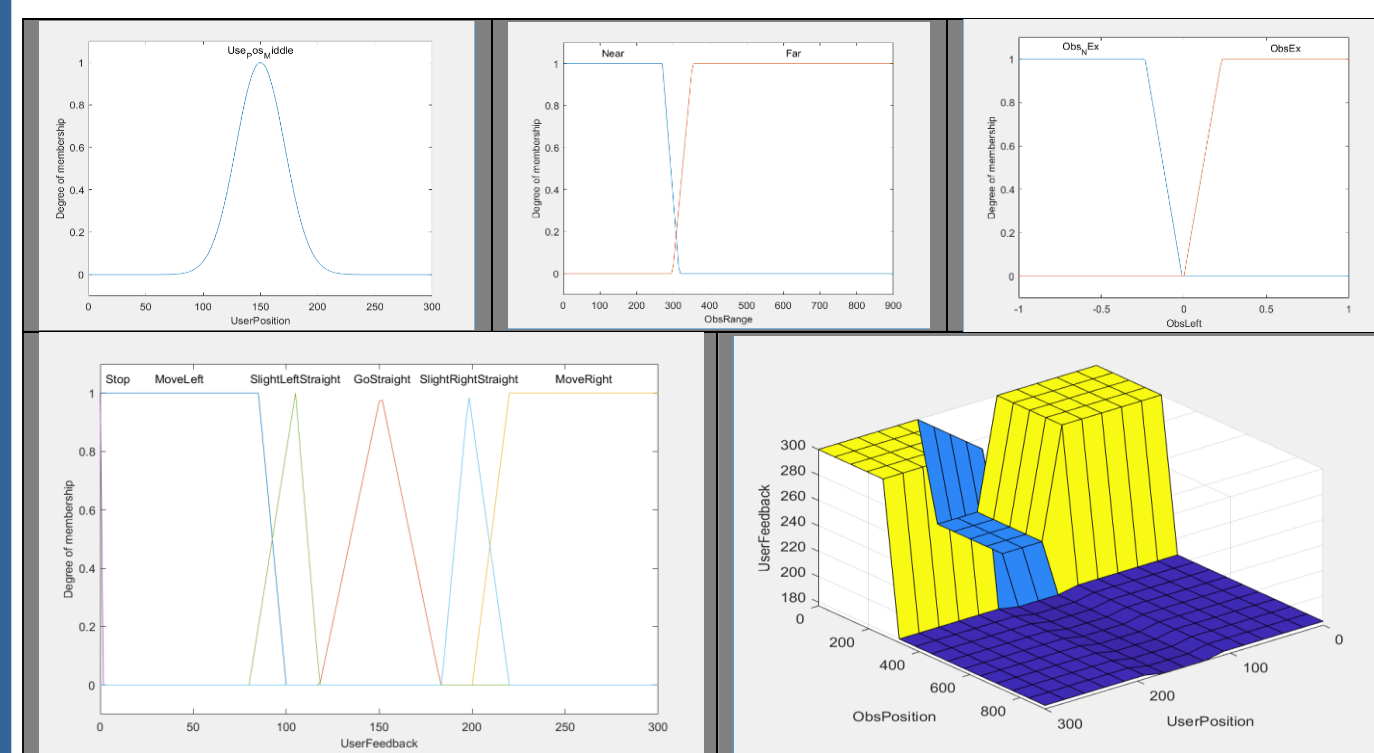 Use_Pos_Middle
1
0.8
0.6
0.4
0.2
0
Degree of membership
0 50 100 150 200 250 300
UserPosition
Near Far
1
0.8
0.6
0.4
0.2
0
Degree of membership
0 100 200 300 400 500 600 700 800 900
ObsRange
Obs_NEx ObsEx
1
0.8
0.6
0.4
0.2
0
Degree of membership
-1 -0.5 0 0.5 1
ObsLeft
Stop MoveLeft SlightLeftStraight GoStraight SlightRightStraight MoveRight
1
0.8
0.6
0.4
0.2
0
Degree of membership
0 50 100 150 200 250 300
UserFeedback
300
280
260
240
220
200
180
UserFeedback
0 200 400 600 800
ObsPosition
300 200 100 0
UserPosition